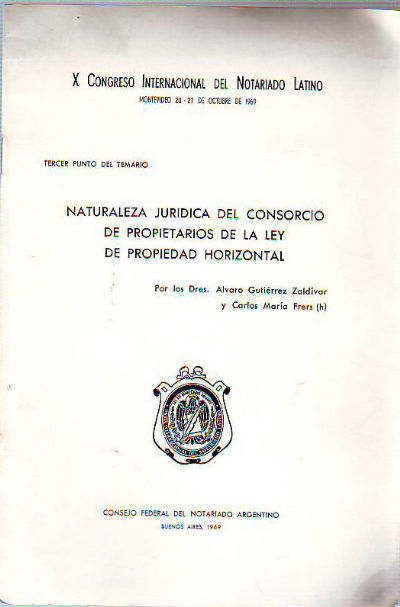 X CONGRESO INTERNACIONAL DEL NOTARIADO LATINO
MONTEVIDEO 20 - 27 DE OCTUBRE DE 1969
TERCER PUNTO DEL TEMARIO
NATURALEZA JURIDICA DEL CONSORCIO
DE PROPIETARIOS DE LA LEY
DE PROPIEDAD HORIZONTAL
Por los Dres. Alvaro Gutiérrez Zaldívar
y Carlos María Frers (h)
CONSEJO FEDERAL DEL NOTARIADO ARGENTINO
BUENOS AIRES, 1969